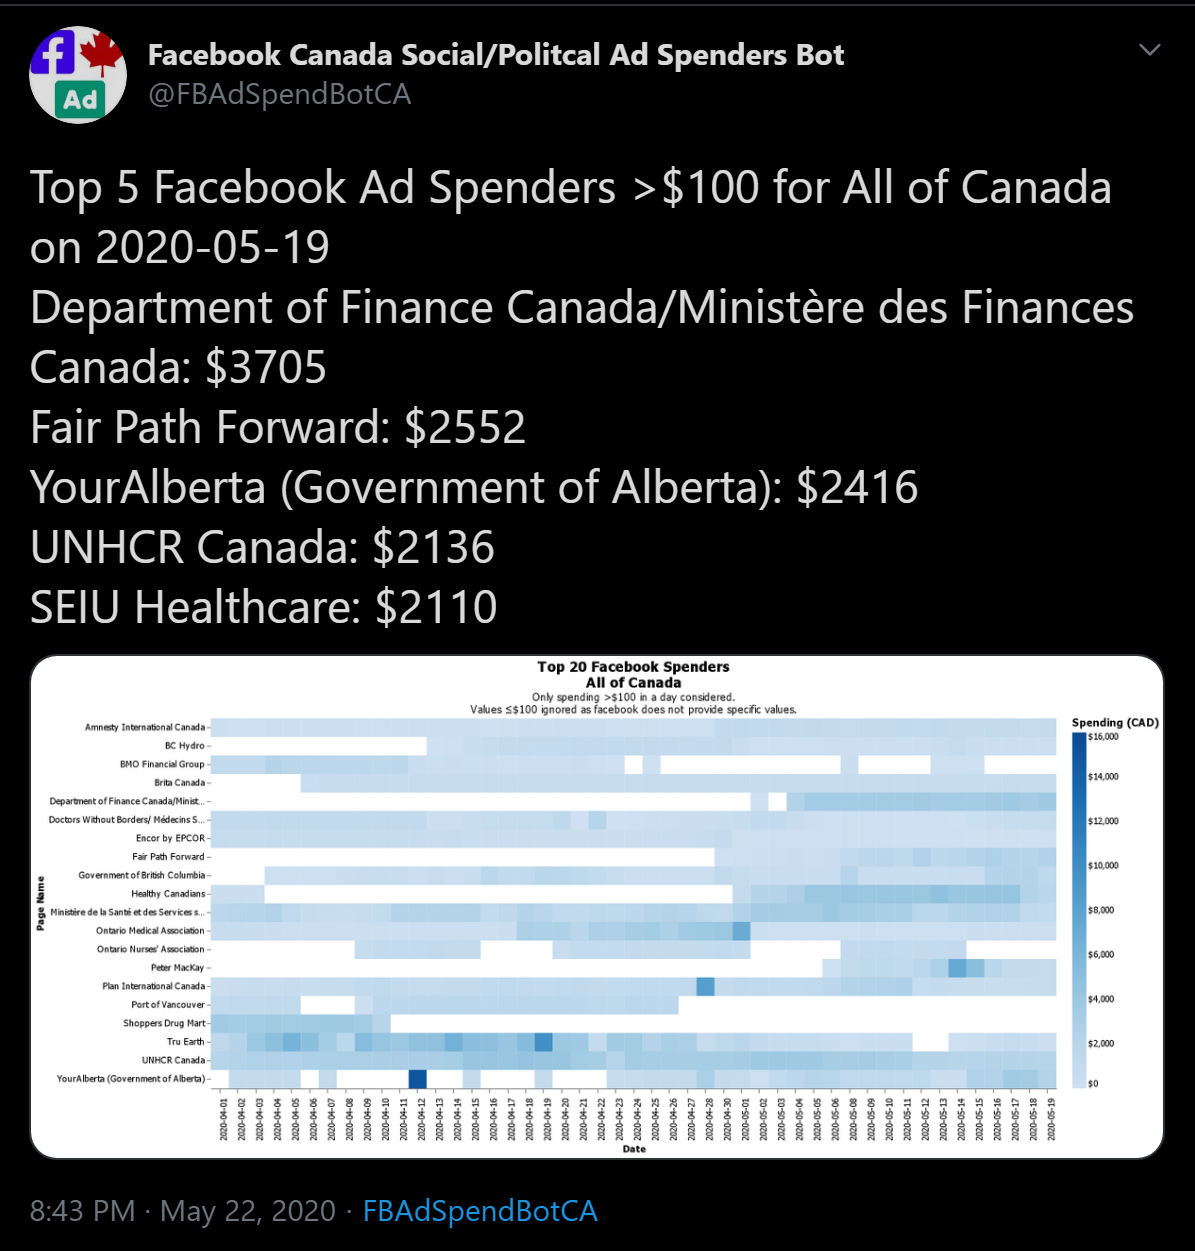 f
Ad
Facebook Canada Social/Politcal Ad Spenders Bot
@FBAdSpendBotCA
Top 5 Facebook Ad Spenders >$100 for All of Canada
on 2020-05-19
Department of Finance Canada/Ministère des Finances
Canada: $3705
Fair Path Forward: $2552
YourAlberta (Government of Alberta): $2416
UNHCR Canada: $2136
SEIU Healthcare: $2110
Top 20 Facebook Spenders
All of Canada
Only spending >$100 in a day considered.
Values ≤$100 ignored as facebook does not provide specific values.
Page Name
Amnesty International Canada
BC Hydro
BMO Financial Group
Brita Canada
Department of Finance Canada/Minist...
Doctors Without Borders/ Médecins S...
Encor by EPCOR
Fair Path Forward
Government of British Columbia
Healthy Canadians
Ministère de la Santé et des Services s...
Ontario Medical Association
Ontario Nurses' Association
Peter MacKay
Plan International Canada
Port of Vancouver
Shoppers Drug Mart
Tru Earth
UNHCR Canada
YourAlberta (Government of Alberta)
Spending (CAD)
$16,000
$14,000
$12,000
$10,000
$8,000
$6,000
$4,000
$2,000
$0
2020-04-01
2020-04-02
2020-04-03
2020-04-04
2020-04-05
2020-04-06
2020-04-07
2020-04-08
2020-04-09
2020-04-10
2020-04-11
2020-04-12
2020-04-13
2020-04-14
2020-04-15
2020-04-16
2020-04-17
2020-04-18
2020-04-19
2020-04-20
2020-04-21
2020-04-22
2020-04-23
2020-04-24
2020-04-25
2020-04-26
2020-04-27
2020-04-28
2020-04-30
2020-05-01
2020-05-02
2020-05-03
2020-05-04
2020-05-05
2020-05-06
2020-05-08
2020-05-09
2020-05-10
2020-05-11
2020-05-12
2020-05-13
2020-05-14
2020-05-15
2020-05-16
2020-05-17
2020-05-18
2020-05-19
Date
8:43 PM · May 22, 2020 · FBAdSpendBotCA